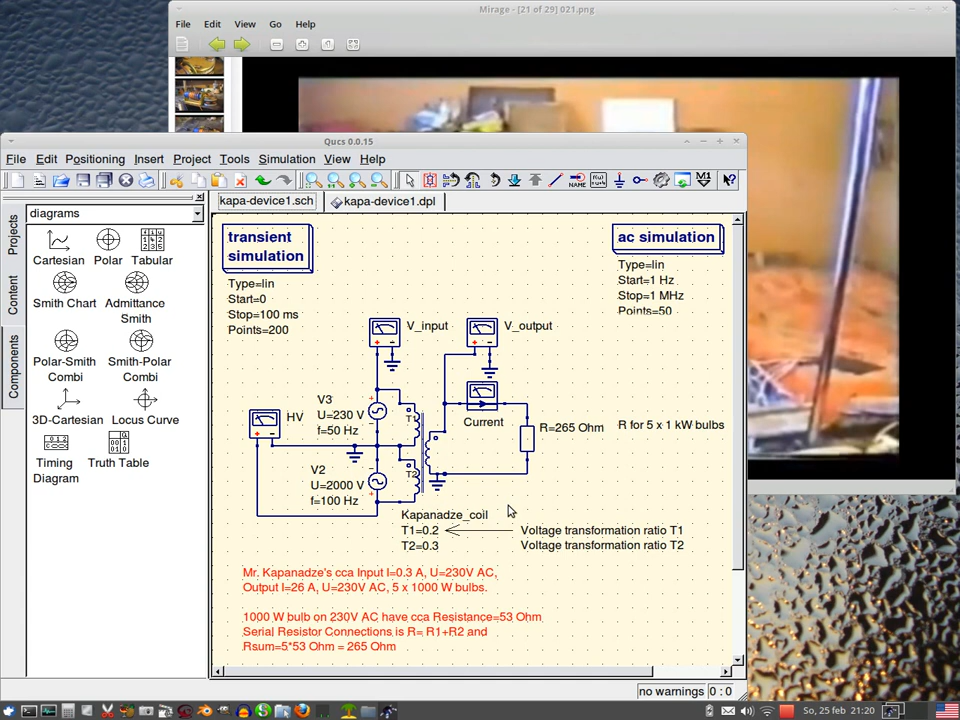 Mirage - [21 of 29] 021.png
File Edit View Go Help
Qucs 0.0.15
File Edit Positioning Insert Project Tools Simulation View Help
NAME
M1
diagrams
kapa-device1.sch
kapa-device1.dpl
Projects
Content
Components
Cartesian Polar Tabular
Smith Chart Admittance
Smith
Polar-Smith Smith-Polar
Combi Combi
3D-Cartesian Locus Curve
Timing Truth Table
Diagram
transient
simulation
Type=lin
Start=0
Stop=100 ms
Points=200
ac simulation
Type=lin
Start=1 Hz
Stop=1 MHz
Points=50
V_input
V_output
HV
V3
U=230 V
f=50 Hz
T1
Current
R=265 Ohm
R for 5 x 1 kW bulbs
V2
U=2000 V
f=100 Hz
T2
Kapanadze_coil
T1=0.2 Voltage transformation ratio T1
T2=0.3 Voltage transformation ratio T2
Mr. Kapanadze's cca Input I=0.3 A, U=230V AC,
Output I=26 A, U=230V AC, 5 x 1000 W bulbs.
1000 W bulb on 230V AC have cca Resistance=53 Ohm
Serial Resistor Connections is R= R1+R2 and
Rsum=5*53 Ohm = 265 Ohm
no warnings 0 : 0
So, 25 feb 21:20